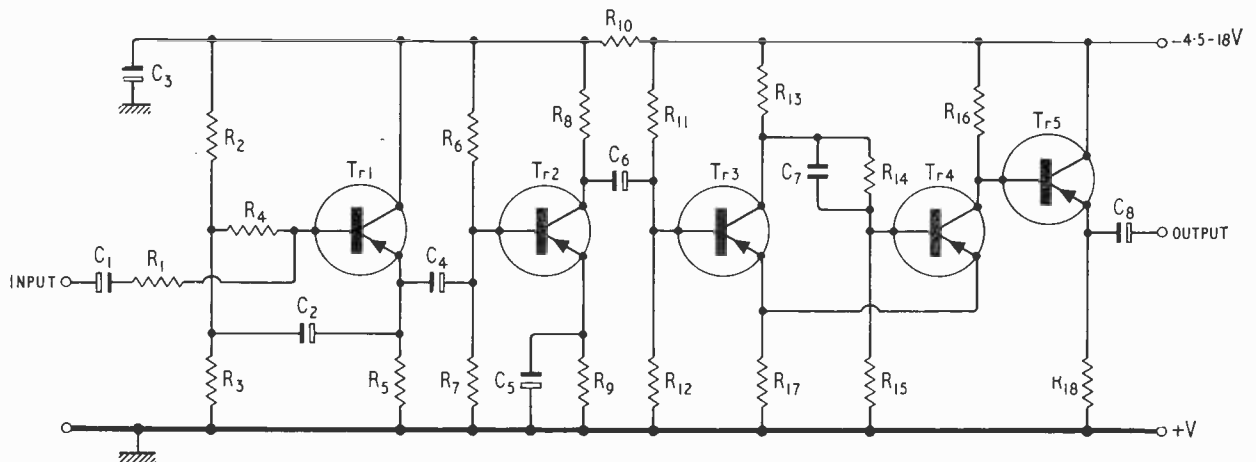 R10
-4·5-18V
C3
R2
R6
R8
R11
R13
R16
Tr5
Tr1
Tr2
C6
Tr3
C7
R14
Tr4
R4
C8
C1
R1
C4
OUTPUT
INPUT
C2
R3
R5
R7
C5
R9
R12
R17
R15
R18
+V